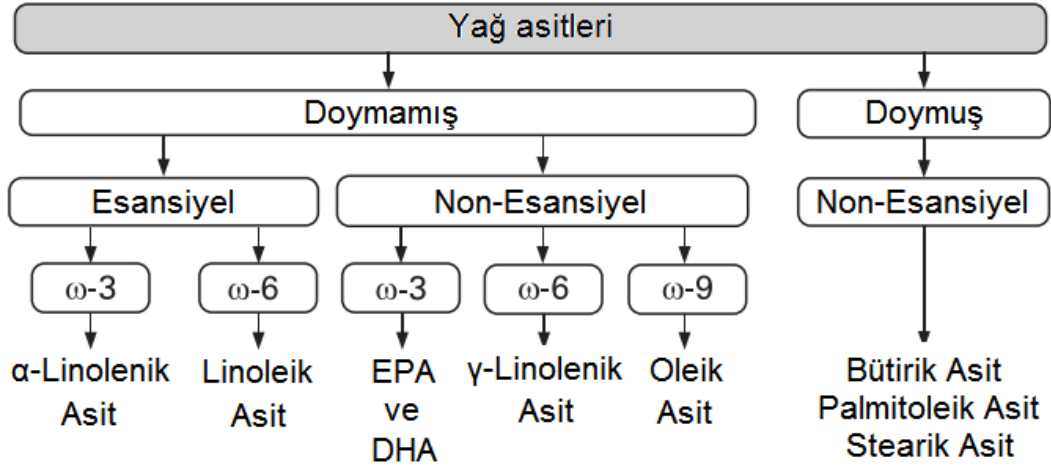 Yağ asitleri
Doymamış
Doymuş
Esansiyel
Non-Esansiyel
Non-Esansiyel
ω-3
ω-6
ω-3
ω-6
ω-9
α-Linolenik
Asit
Linoleik
Asit
EPA
ve
DHA
γ-Linolenik
Asit
Oleik
Asit
Bütirik Asit
Palmitoleik Asit
Stearik Asit